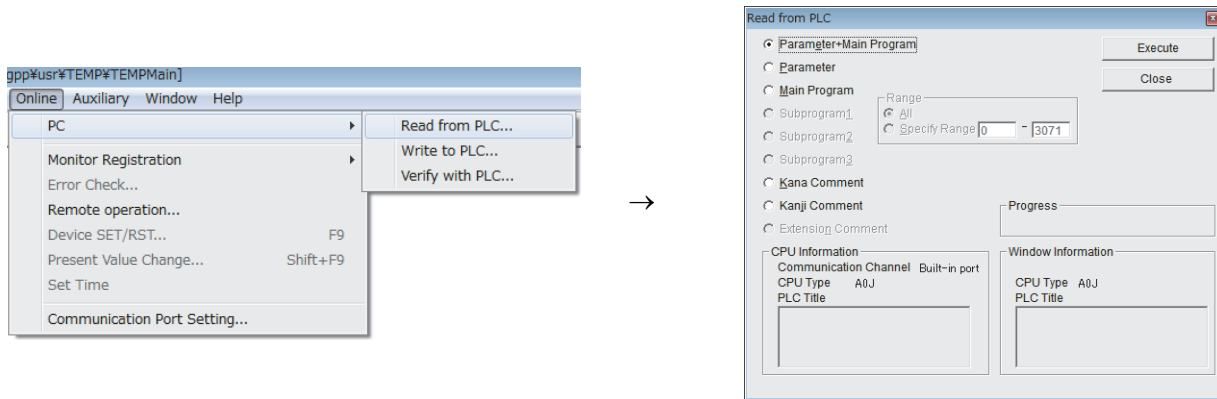 gpp¥usr¥TEMP¥TEMPMain]
Online Auxiliary Window Help
PC
Monitor Registration
Error Check...
Remote operation...
Device SET/RST... F9
Present Value Change... Shift+F9
Set Time
Communication Port Setting...
Read from PLC...
Write to PLC...
Verify with PLC...
→
Read from PLC
Parameter+Main Program
Parameter
Main Program
Subprogram1
Subprogram2
Subprogram3
Kana Comment
Kanji Comment
Extension Comment
Range
All
Specify Range 0 - 3071
Execute
Close
Progress
CPU Information
Communication Channel Built-in port
CPU Type A0J
PLC Title
Window Information
CPU Type A0J
PLC Title